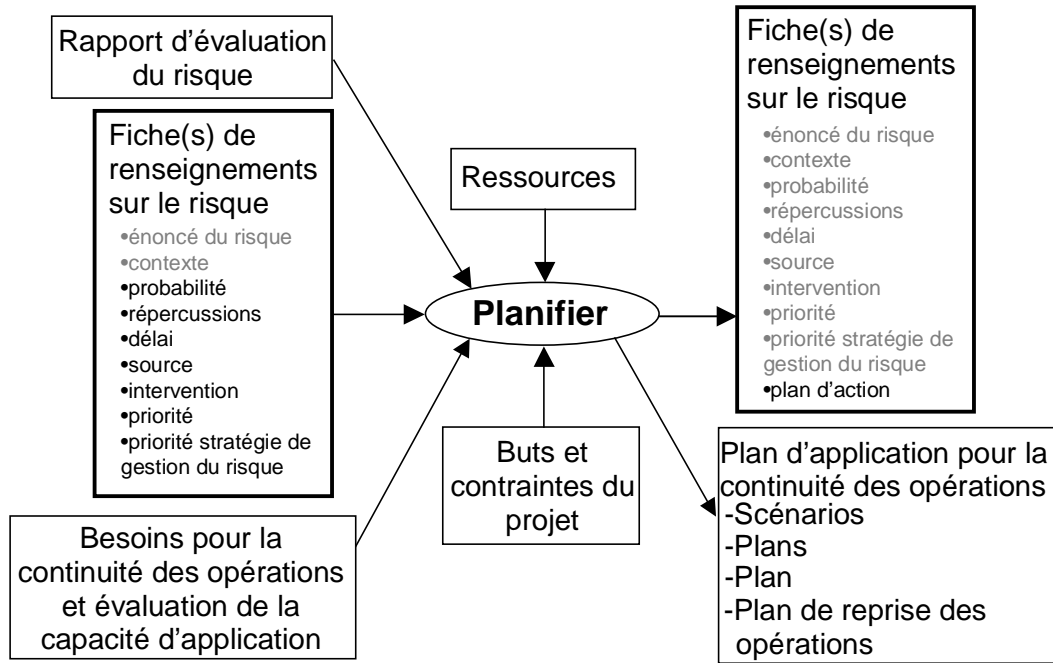 Rapport d’évaluation
du risque
Fiche(s) de
renseignements
sur le risque
•énoncé du risque
•contexte
•probabilité
•répercussions
•délai
•source
•intervention
•priorité
•priorité stratégie de
gestion du risque
Besoins pour la
continuité des opérations
et évaluation de la
capacité d’application
Ressources
Planifier
Buts et
contraintes du
projet
Fiche(s) de
renseignements
sur le risque
•énoncé du risque
•contexte
•probabilité
•répercussions
•délai
•source
•intervention
•priorité
•priorité stratégie de
gestion du risque
•plan d’action
Plan d’application pour la
continuité des opérations
-Scénarios
-Plans
-Plan
-Plan de reprise des
opérations